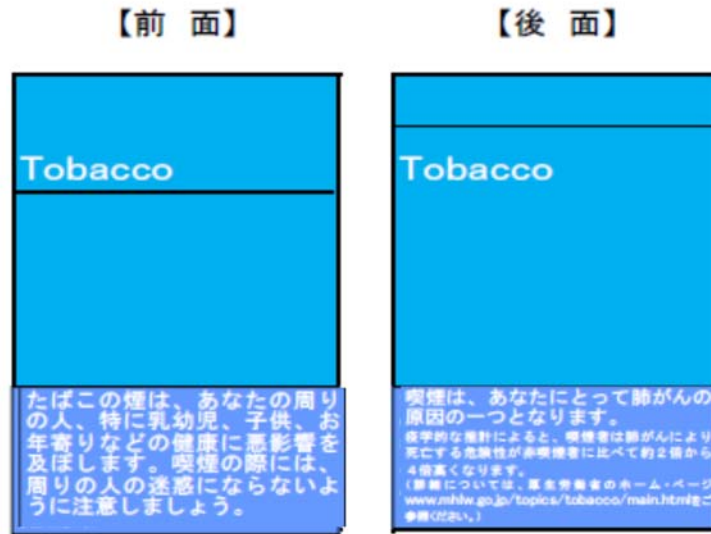 【前 面】
Tobacco
たばこの煙は、あなたの周り
の人、特に乳幼児、子供、お
年寄りなどの健康に悪影響を
及ぼします。喫煙の際には、
周りの人の迷惑にならないよ
うに注意しましょう。
【後 面】
Tobacco
喫煙は、あなたにとって肺がんの
原因の一つとなります。
疫学的な推計によると、喫煙者は肺がんにより
死亡する危険性が非喫煙者に比べて約2倍から
4倍高くなります。
(詳細については、厚生労働省のホーム・ページ
www.mhlw.go.jp/topics/tobacco/main.htmlをご
参照ください。)